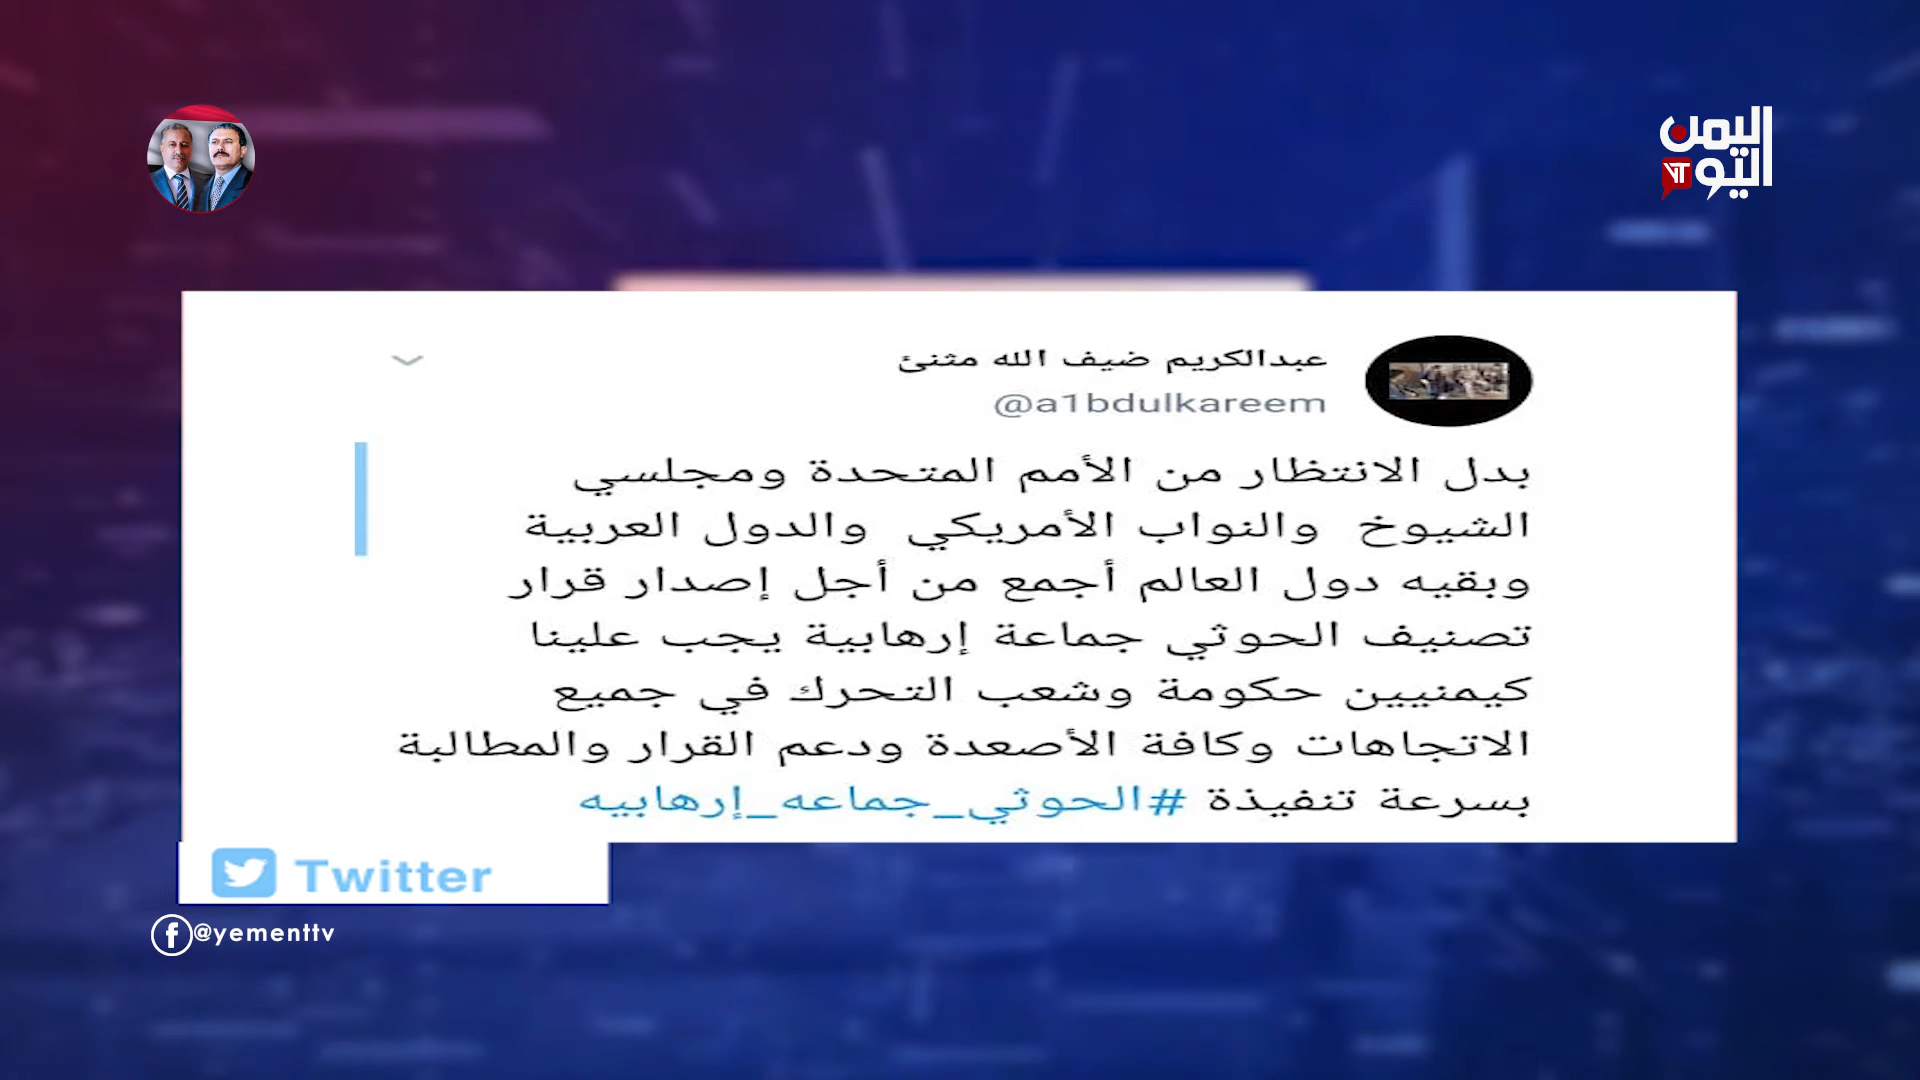 اليمن
اليوم
YT
عبدالكريم ضيف الله مثنئ
@a1bdulkareem
بدل الانتظار من الأمم المتحدة ومجلسي
الشيوخ والنواب الأمريكي والدول العربية
وبقيه دول العالم أجمع من أجل إصدار قرار
تصنيف الحوثي جماعة إرهابية يجب علينا
كيمنيين حكومة وشعب التحرك في جميع
الاتجاهات وكافة الأصعدة ودعم القرار والمطالبة
بسرعة تنفيذة #الحوثي_جماعه_إرهابيه
Twitter
@yementtv